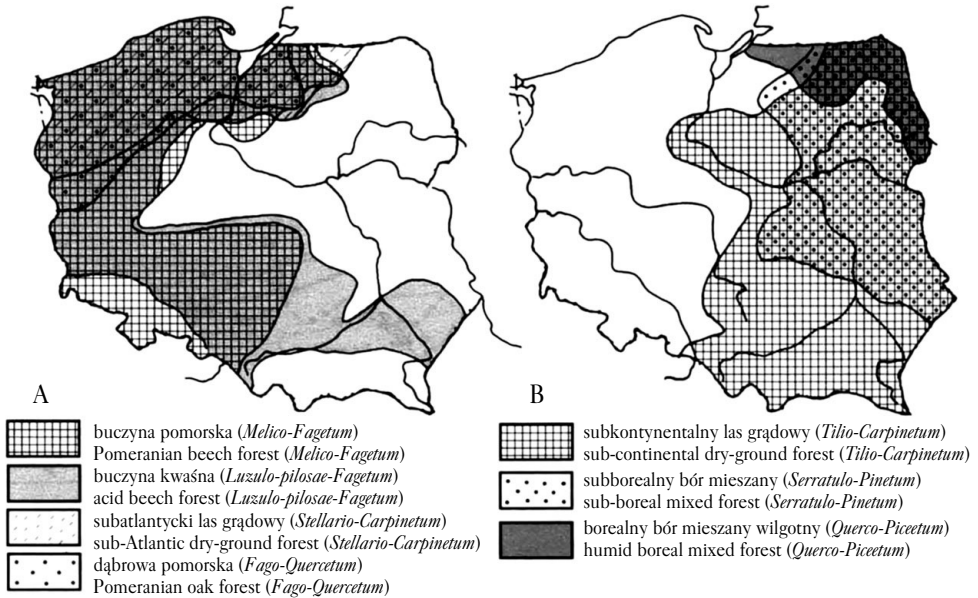 A
buczyna pomorska (Melico-Fagetum)
Pomeranian beech forest (Melico-Fagetum)
buczyna kwaśna (Luzulo-pilosae-Fagetum)
acid beech forest (Luzulo-pilosae-Fagetum)
subatlantycki las grądowy (Stellario-Carpinetum)
sub-Atlantic dry-ground forest (Stellario-Carpinetum)
dąbrowa pomorska (Fago-Quercetum)
Pomeranian oak forest (Fago-Quercetum)
B
subkontynentalny las grądowy (Tilio-Carpinetum)
sub-continental dry-ground forest (Tilio-Carpinetum)
subborealny bór mieszany (Serratulo-Pinetum)
sub-boreal mixed forest (Serratulo-Pinetum)
borealny bór mieszany wilgotny (Querco-Piceetum)
humid boreal mixed forest (Querco-Piceetum)